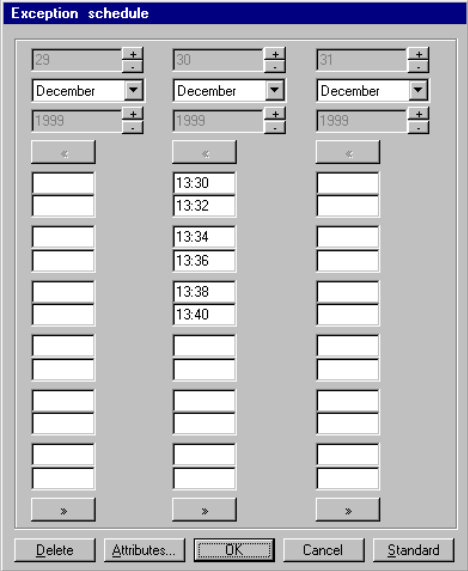 Exception schedule
29 + - 30 + - 31 + -
December December December
1999 + - 1999 + - 1999 + -
« « «
13:30
13:32
13:34
13:36
13:38
13:40
» » »
Delete Attributes... OK Cancel Standard